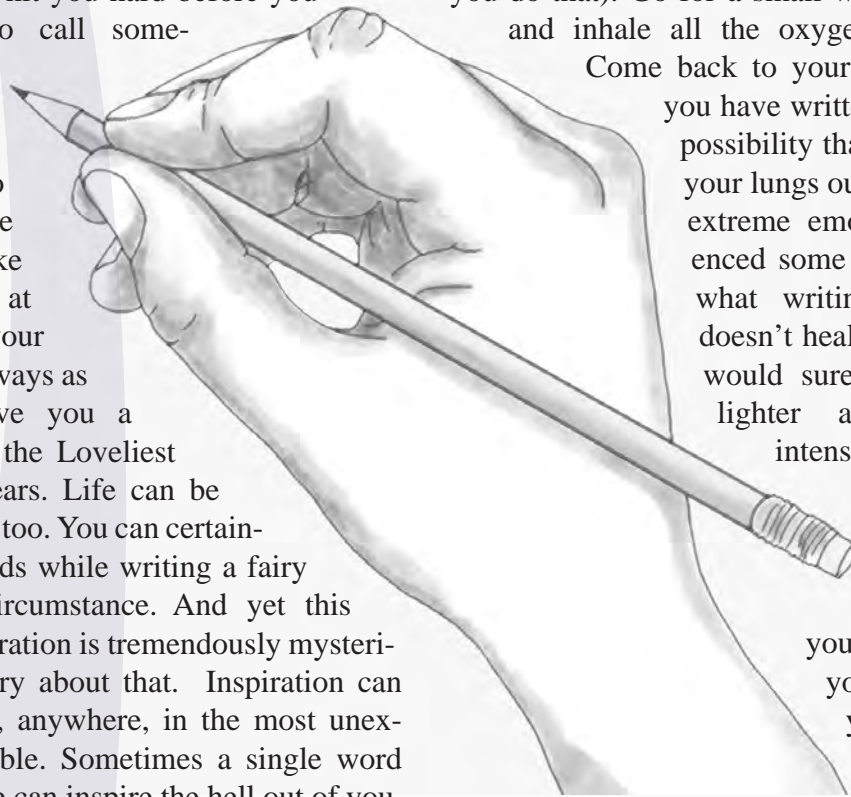 hit you hard before you
o call some-
o
e
ke
at
your
ways as
ve you a
the Loveliest
ears. Life can be
too. You can certain-
ds while writing a fairy
ircumstance. And yet this
ration is tremendously mysteri-
ry about that. Inspiration can
, anywhere, in the most unex-
ble. Sometimes a single word
e can inspire the hell out of you
you do that). Go for a small w
and inhale all the oxyge
Come back to your
you have writt
possibility tha
your lungs ou
extreme emo
enced some
what writin
doesn't heal
would sure
lighter a
intens
you
yo
y